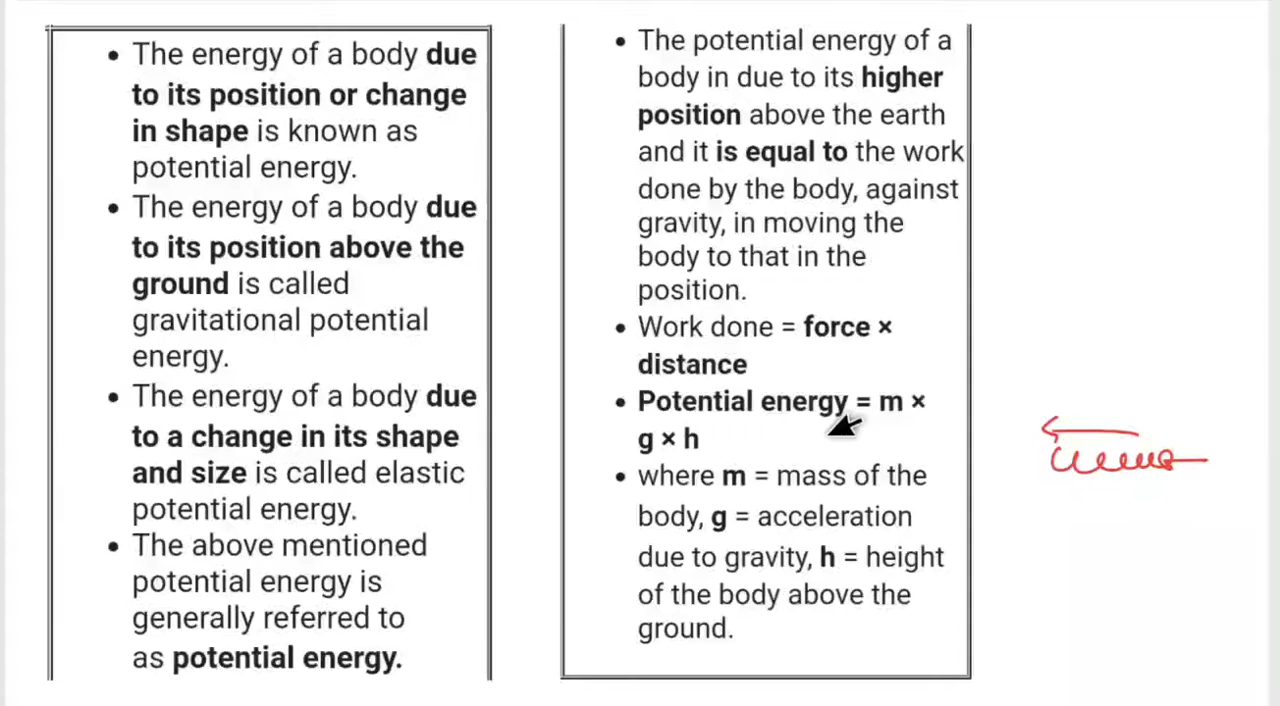 • The energy of a body due
to its position or change
in shape is known as
potential energy.
• The energy of a body due
to its position above the
ground is called
gravitational potential
energy.
• The energy of a body due
to a change in its shape
and size is called elastic
potential energy.
• The above mentioned
potential energy is
generally referred to
as potential energy.
• The potential energy of a
body in due to its higher
position above the earth
and it is equal to the work
done by the body, against
gravity, in moving the
body to that in the
position.
• Work done = force ×
distance
• Potential energy = m ×
g × h
• where m = mass of the
body, g = acceleration
due to gravity, h = height
of the body above the
ground.